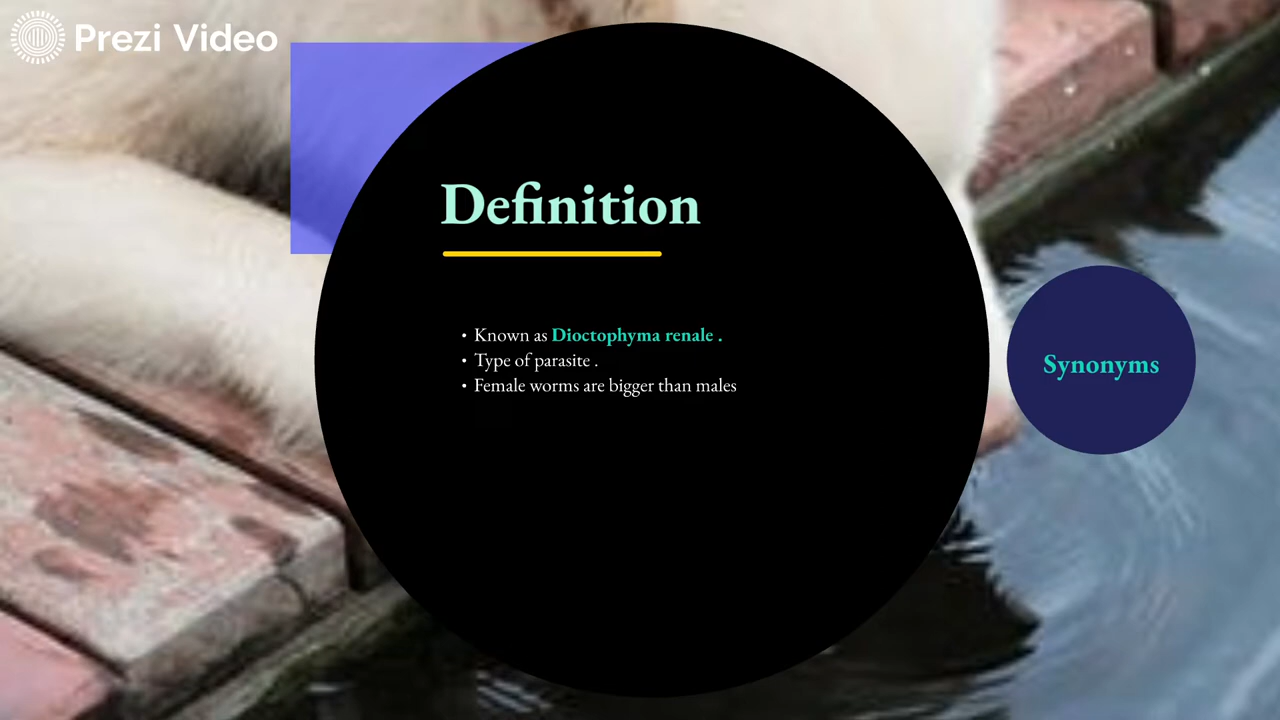 Prezi Video
Definition
• Known as Dioctophyma renale .
• Type of parasite .
• Female worms are bigger than males
Synonyms